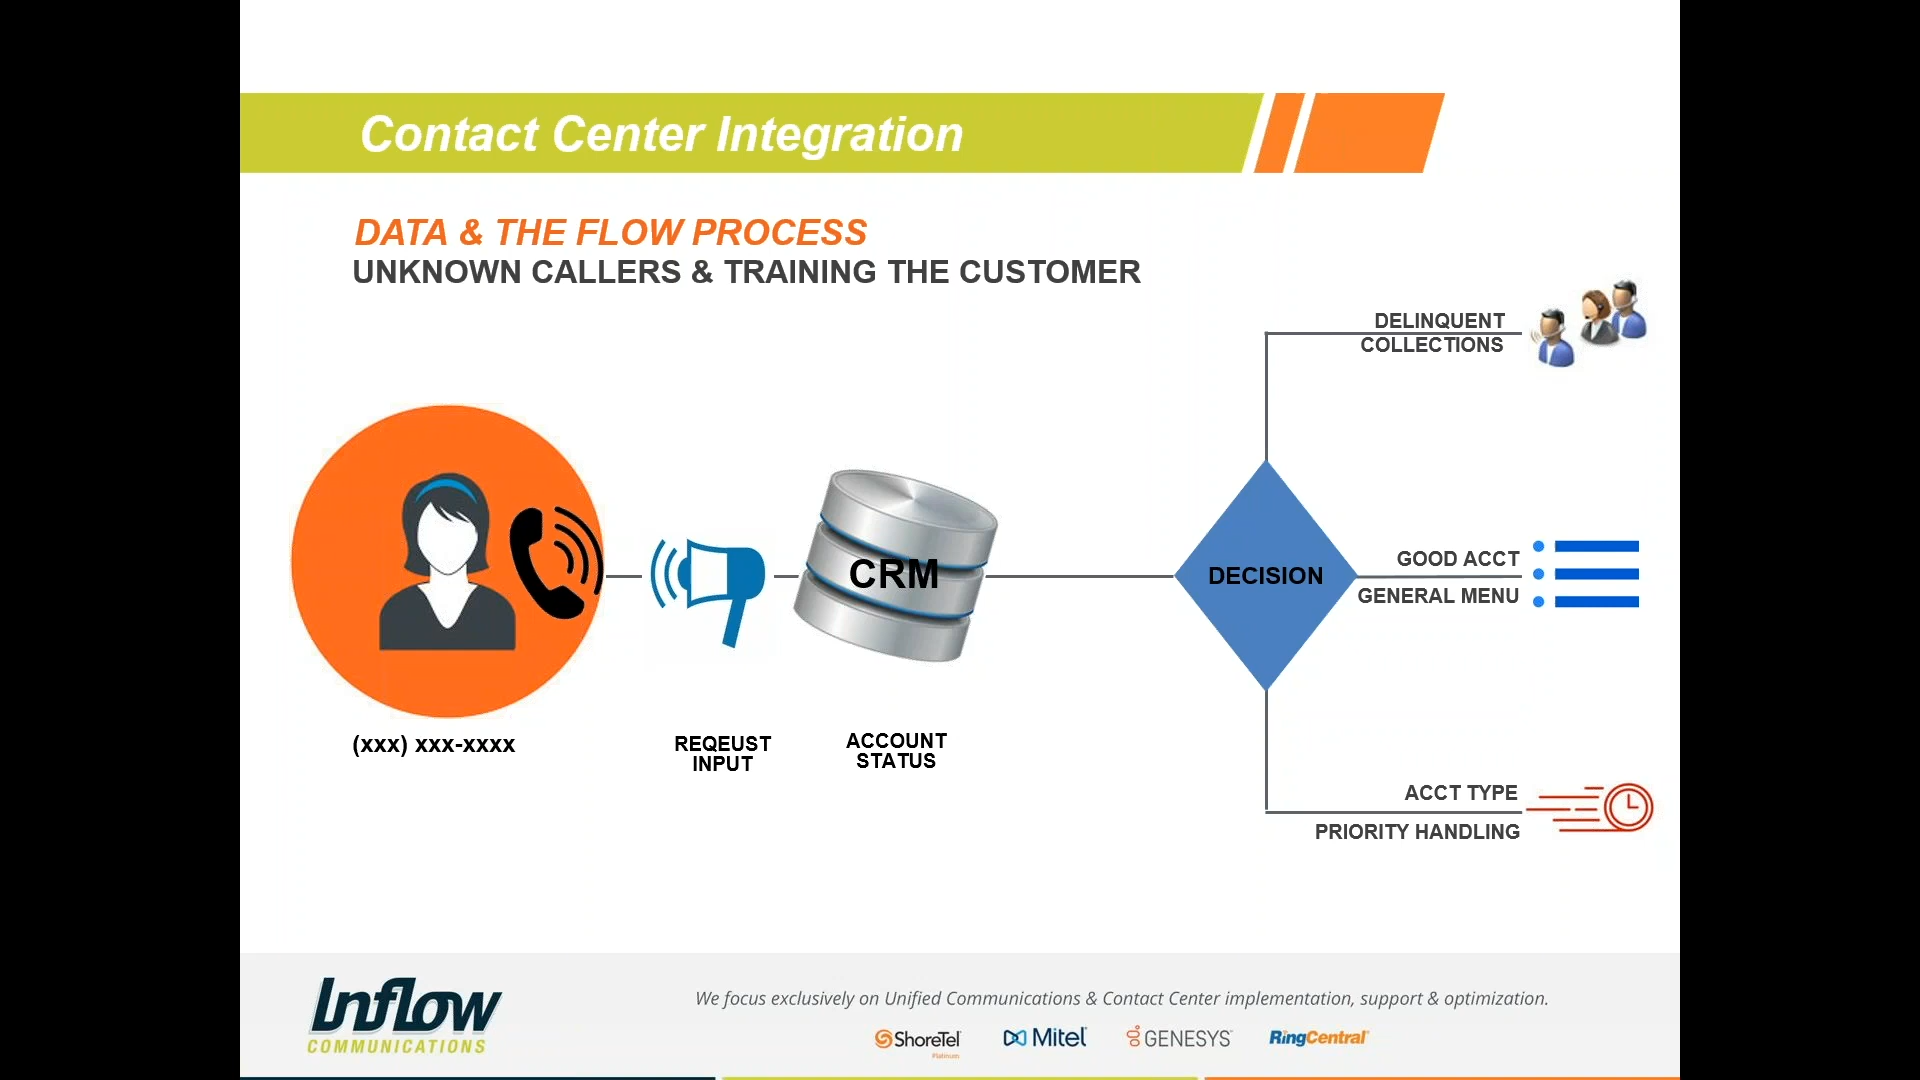 Contact Center Integration
DATA & THE FLOW PROCESS
UNKNOWN CALLERS & TRAINING THE CUSTOMER
DELINQUENT
COLLECTIONS
CRM
DECISION
GOOD ACCT
GENERAL MENU
(xxx) xxx-xxxx
REQEUST
INPUT
ACCOUNT
STATUS
ACCT TYPE
PRIORITY HANDLING
Inflow
COMMUNICATIONS
We focus exclusively on Unified Communications & Contact Center implementation, support & optimization.
ShoreTel
Platinum
Mitel
GENESYS
RingCentral